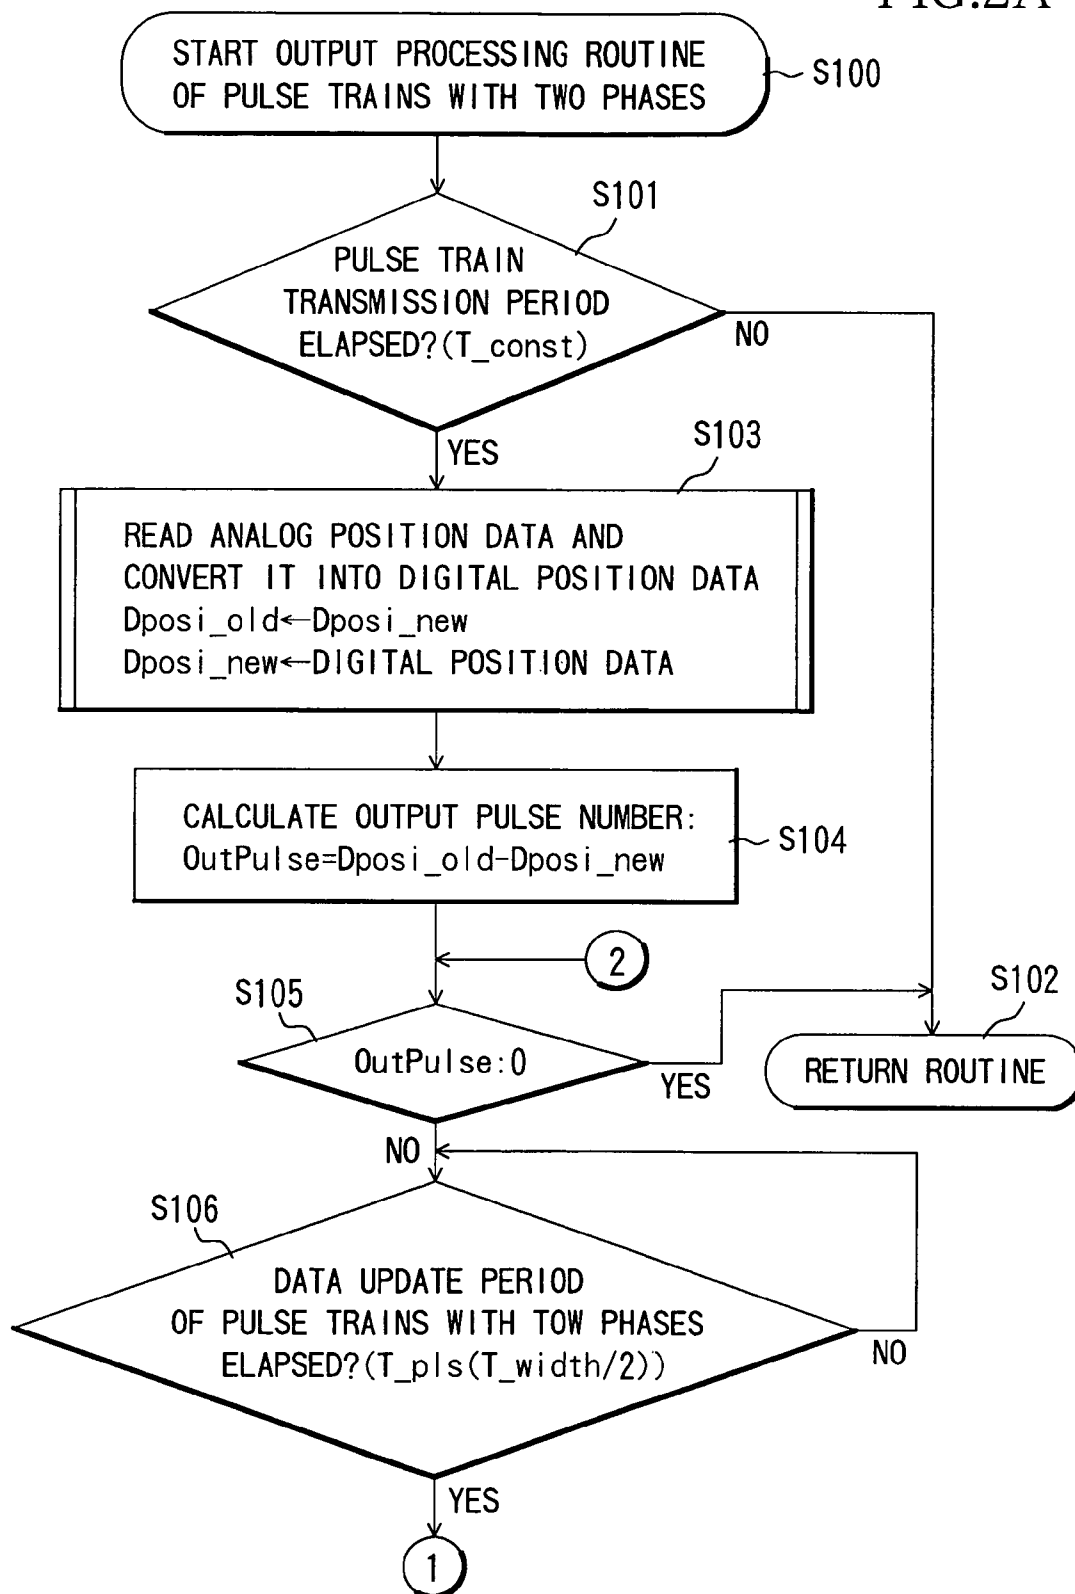 FIG.2A
START OUTPUT PROCESSING ROUTINE
OF PULSE TRAINS WITH TWO PHASES
S100
S101
PULSE TRAIN
TRANSMISSION PERIOD
ELAPSED?(T_const)
NO
YES
S103
READ ANALOG POSITION DATA AND
CONVERT IT INTO DIGITAL POSITION DATA
Dposi_old←Dposi_new
Dposi_new←DIGITAL POSITION DATA
CALCULATE OUTPUT PULSE NUMBER:
OutPulse=Dposi_old-Dposi_new
S104
2
S105
S102
OutPulse:0
YES
RETURN ROUTINE
NO
S106
DATA UPDATE PERIOD
OF PULSE TRAINS WITH TOW PHASES
ELAPSED?(T_pls(T_width/2))
NO
YES
1